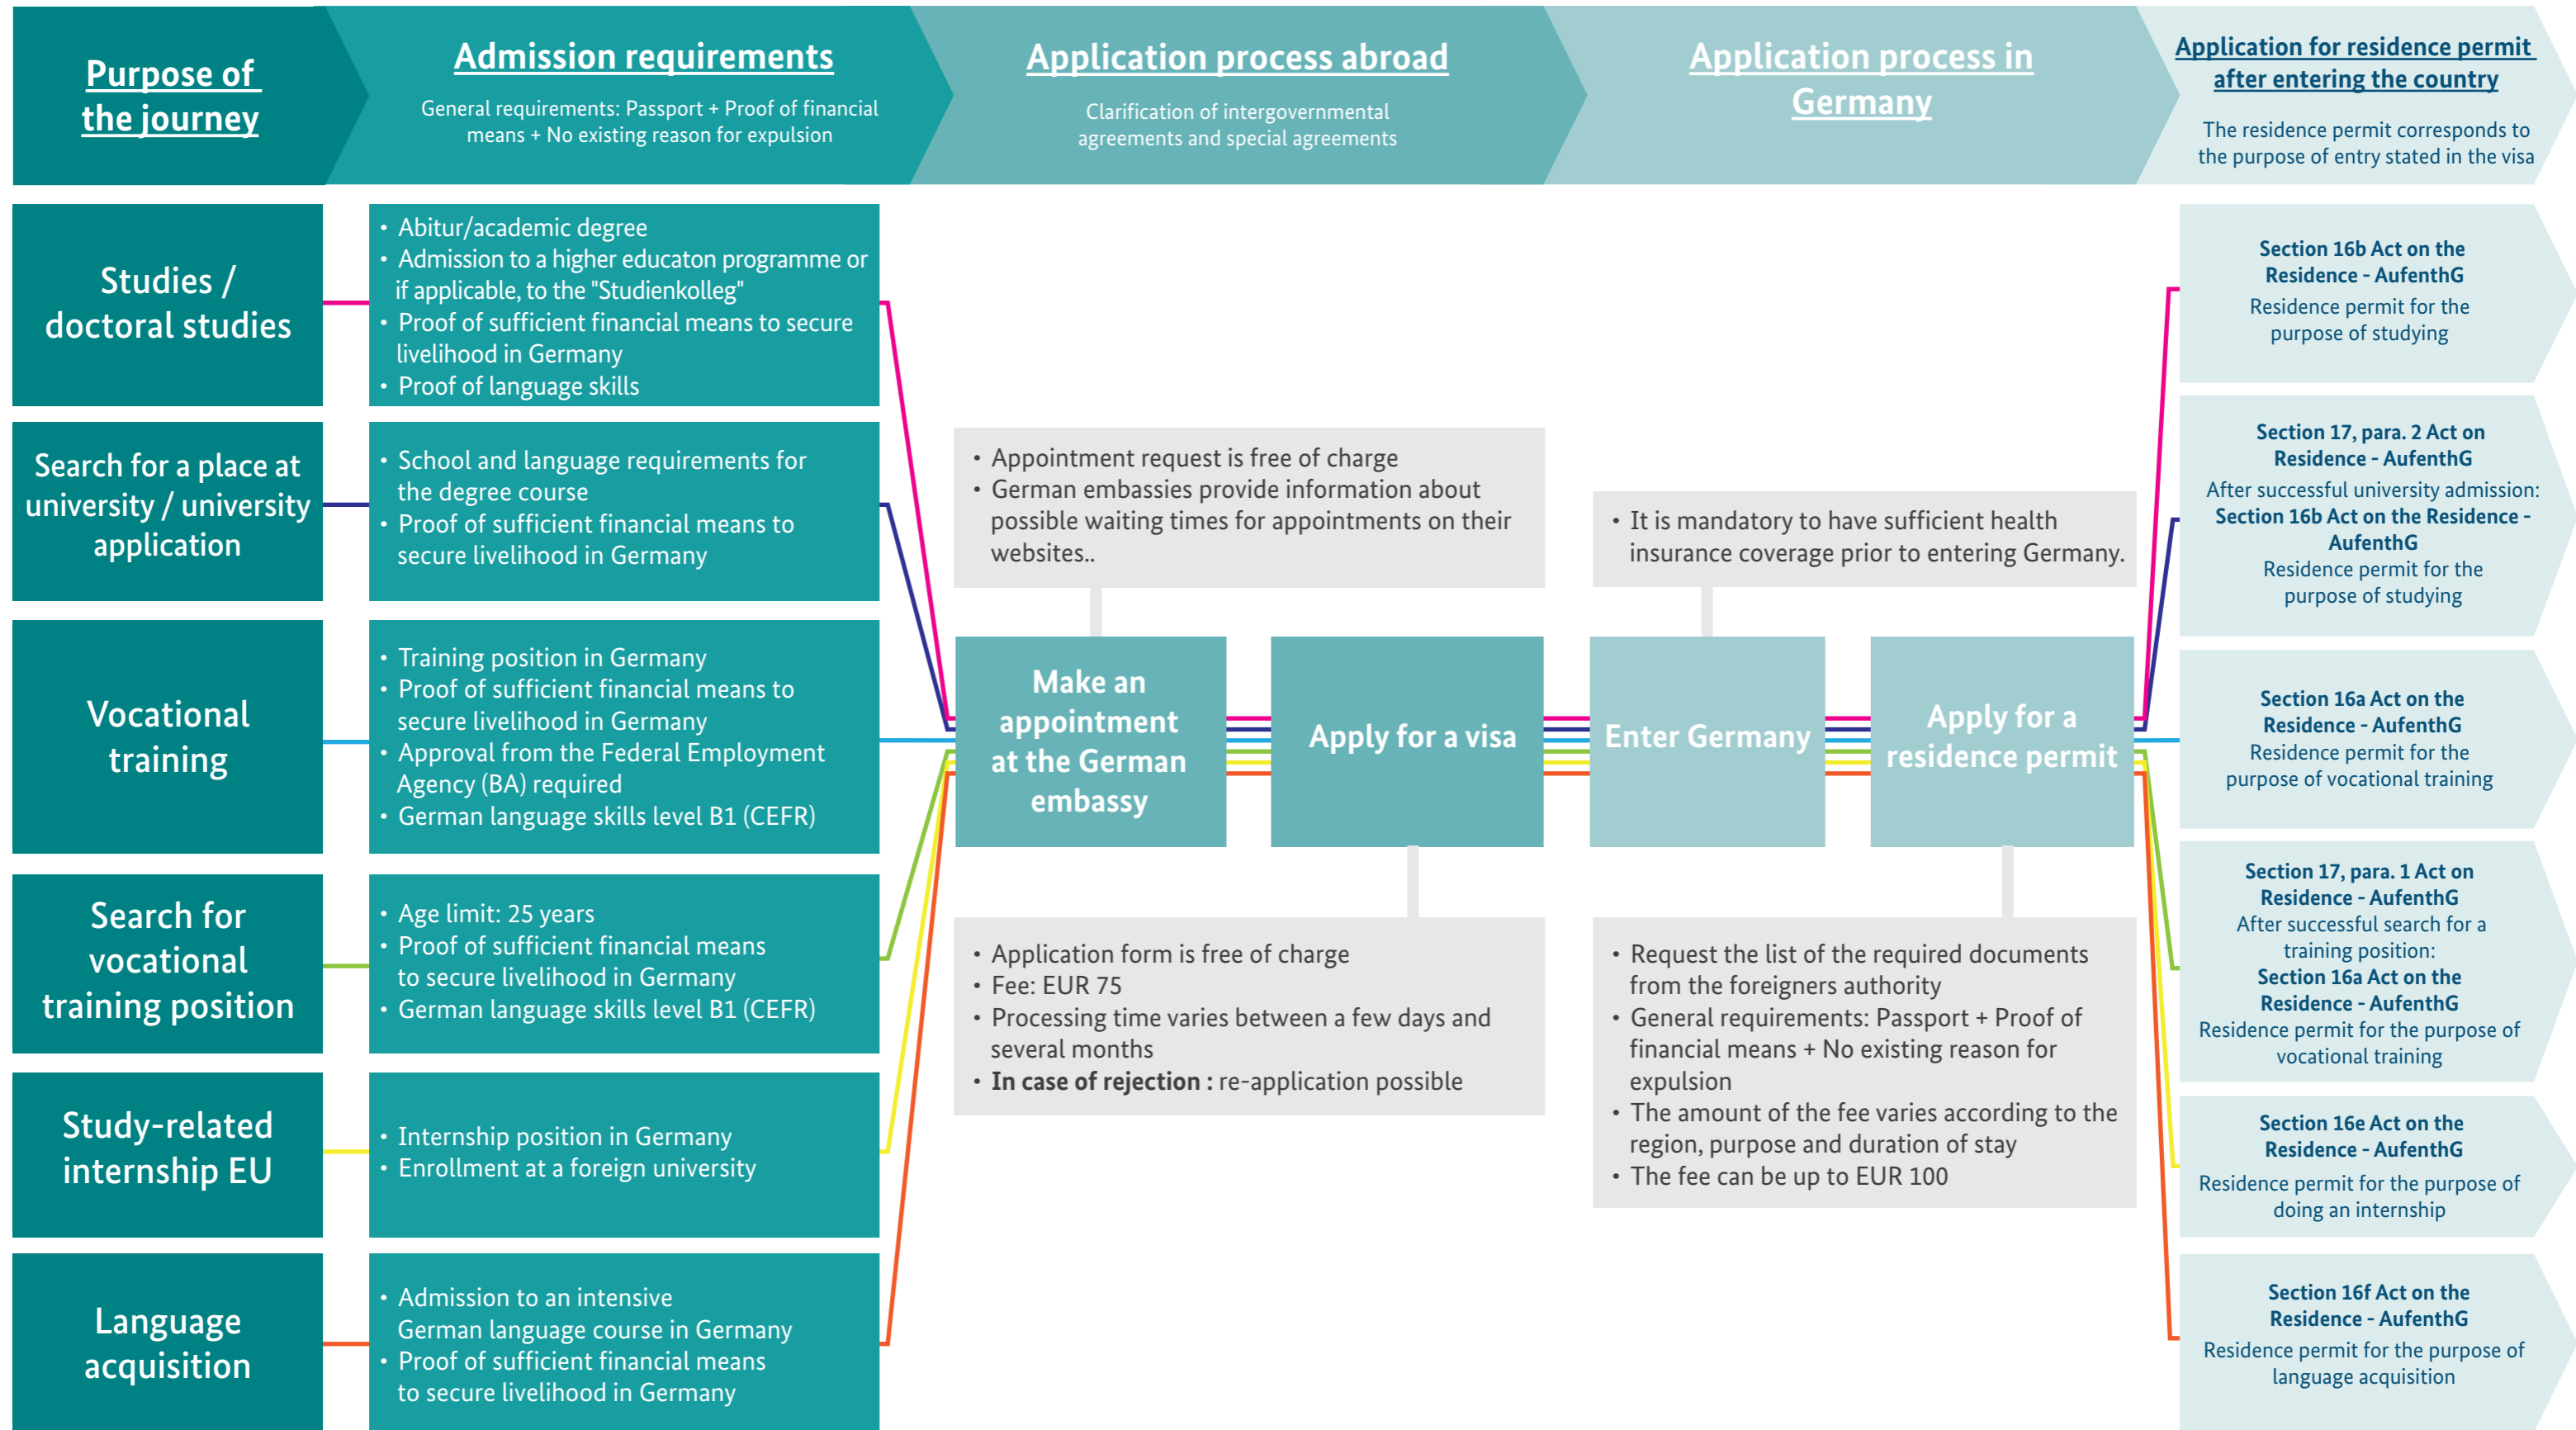 Purpose of
the journey
Admission requirements
General requirements: Passport + Proof of financial
means + No existing reason for expulsion
Application process abroad
Clarification of intergovernmental
agreements and special agreements
Application process in
Germany
Application for residence permit
after entering the country
The residence permit corresponds to
the purpose of entry stated in the visa
Studies /
doctoral studies
• Abitur/academic degree
• Admission to a higher educaton programme or
if applicable, to the "Studienkolleg"
• Proof of sufficient financial means to secure
livelihood in Germany
• Proof of language skills
Search for a place at
university / university
application
• School and language requirements for
the degree course
• Proof of sufficient financial means to
secure livelihood in Germany
Vocational
training
• Training position in Germany
• Proof of sufficient financial means to
secure livelihood in Germany
• Approval from the Federal Employment
Agency (BA) required
• German language skills level B1 (CEFR)
Search for
vocational
training position
• Age limit: 25 years
• Proof of sufficient financial means
to secure livelihood in Germany
• German language skills level B1 (CEFR)
Study-related
internship EU
• Internship position in Germany
• Enrollment at a foreign university
Language
acquisition
• Admission to an intensive
German language course in Germany
• Proof of sufficient financial means
to secure livelihood in Germany
• Appointment request is free of charge
• German embassies provide information about
possible waiting times for appointments on their
websites..
Make an
appointment
at the German
embassy
Apply for a visa
• Application form is free of charge
• Fee: EUR 75
• Processing time varies between a few days and
several months
• In case of rejection : re-application possible
• It is mandatory to have sufficient health
insurance coverage prior to entering Germany.
Enter Germany
Apply for a
residence permit
• Request the list of the required documents
from the foreigners authority
• General requirements: Passport + Proof of
financial means + No existing reason for
expulsion
• The amount of the fee varies according to the
region, purpose and duration of stay
• The fee can be up to EUR 100
Section 16b Act on the
Residence - AufenthG
Residence permit for the
purpose of studying
Section 17, para. 2 Act on
Residence - AufenthG
After successful university admission:
Section 16b Act on the Residence -
AufenthG
Residence permit for the
purpose of studying
Section 16a Act on the
Residence - AufenthG
Residence permit for the
purpose of vocational training
Section 17, para. 1 Act on
Residence - AufenthG
After successful search for a
training position:
Section 16a Act on the
Residence - AufenthG
Residence permit for the purpose of
vocational training
Section 16e Act on the
Residence - AufenthG
Residence permit for the purpose of
doing an internship
Section 16f Act on the
Residence - AufenthG
Residence permit for the purpose of
language acquisition